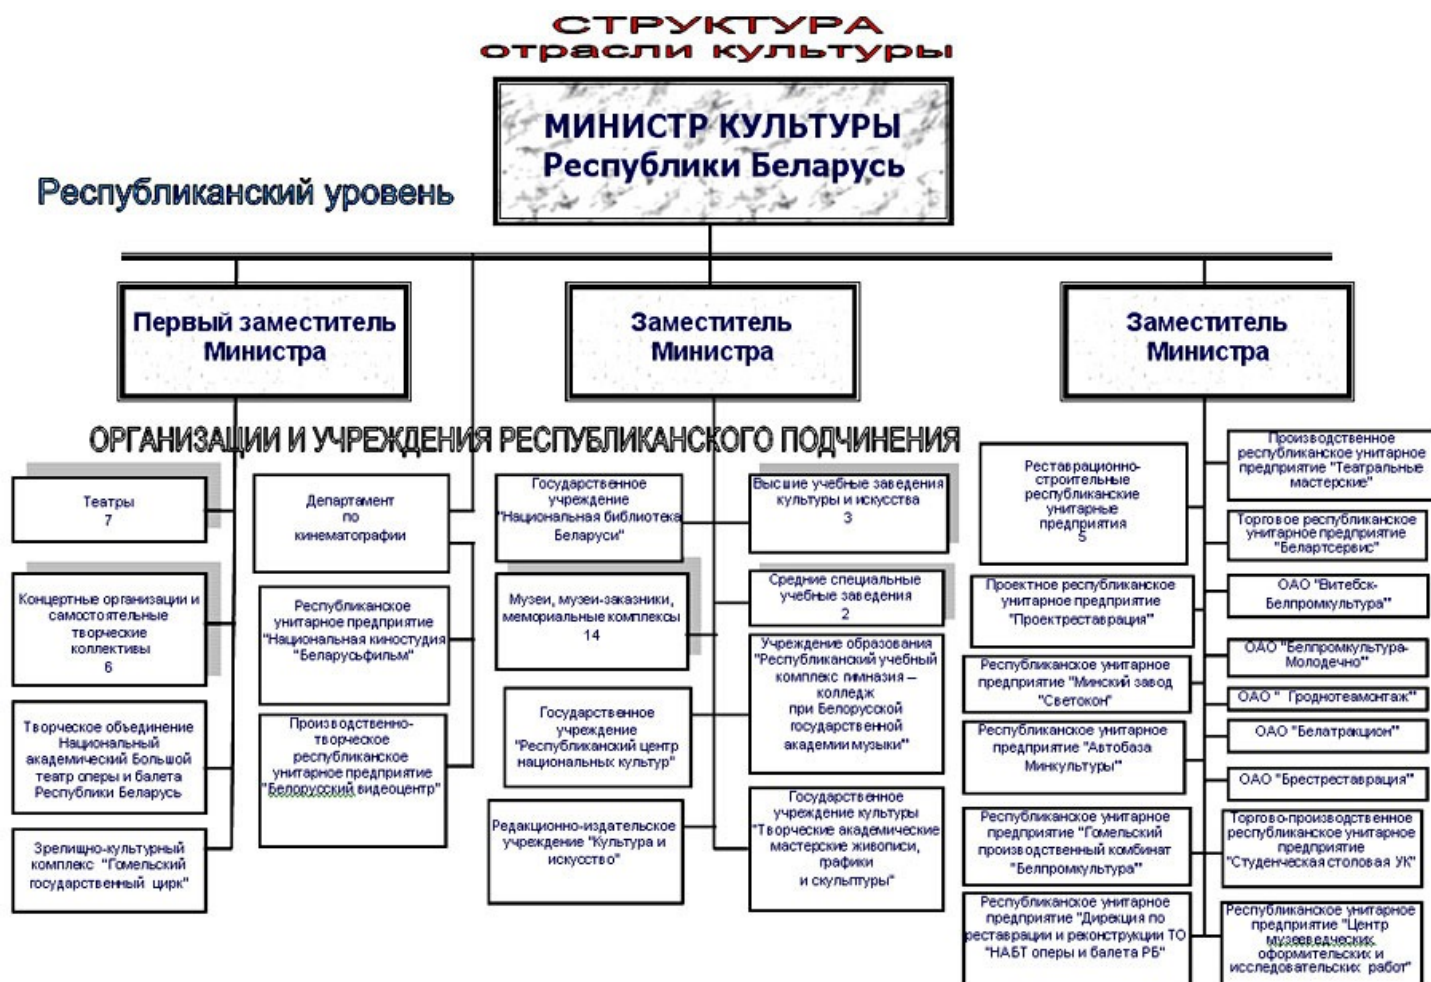 СТРУКТУРА
отрасли культуры
МИНИСТР КУЛЬТУРЫ
Республики Беларусь
Республиканский уровень
Первый заместитель
Министра
Заместитель
Министра
Заместитель
Министра
ОРГАНИЗАЦИИ И УЧРЕЖДЕНИЯ РЕСПУБЛИКАНСКОГО ПОДЧИНЕНИЯ
Театры
7
Концертные организации и
самостоятельные
творческие
коллективы
6
Творческое объединение
Национальный
академический Большой
театр оперы и балета
Республики Беларусь
Зрелищно-культурный
комплекс "Гомельский
государственный цирк"
Департамент
по
кинематографии
Республиканское
унитарное предприятие
"Национальная киностудия
"Беларусьфильм"
Производственно-
творческое
республиканское
унитарное предприятие
"Белорусский видеоцентр"
Государственное
учреждение
"Национальная библиотека
Беларуси"
Музеи, музеи-заказники,
мемориальные комплексы
14
Государственное
учреждение
"Республиканский центр
национальных культур"
Редакционно-издательское
учреждение "Культура и
искусство"
Высшие учебные заведения
культуры и искусства
3
Средние специальные
учебные заведения
2
Учреждение образования
"Республиканский учебный
комплекс гимназия –
колледж
при Белорусской
государственной
академии музыки"
Государственное
учреждение культуры
"Творческие академические
мастерские живописи,
графики
и скульптуры"
Реставрационно-
строительные
республиканские
унитарные
предприятия
5
Проектное республиканское
унитарное предприятие
"Проектреставрация"
Республиканское унитарное
предприятие "Минский завод
"Светокон"
Республиканское унитарное
предприятие "Автобаза
Минкультуры"
Республиканское унитарное
предприятие "Гомельский
производственный комбинат
"Белпромкультура"
Республиканское унитарное
предприятие "Дирекция по
реставрации и реконструкции ТО
"НАБТ оперы и балета РБ"
Производственное
республиканское унитарное
предприятие "Театральные
мастерские"
Торговое республиканское
унитарное предприятие
"Белартсервис"
ОАО "Витебск-
Белпромкультура"
ОАО "Белпромкультура-
Молодечно"
ОАО " Гроднотеамонтаж"
ОАО "Белатракцион"
ОАО "Брестреставрация"
Торгово-производственное
республиканское унитарное
предприятие
"Студенческая столовая УК"
Республиканское унитарное
предприятие "Центр
музееведческих,
оформительских и
исследовательских работ"